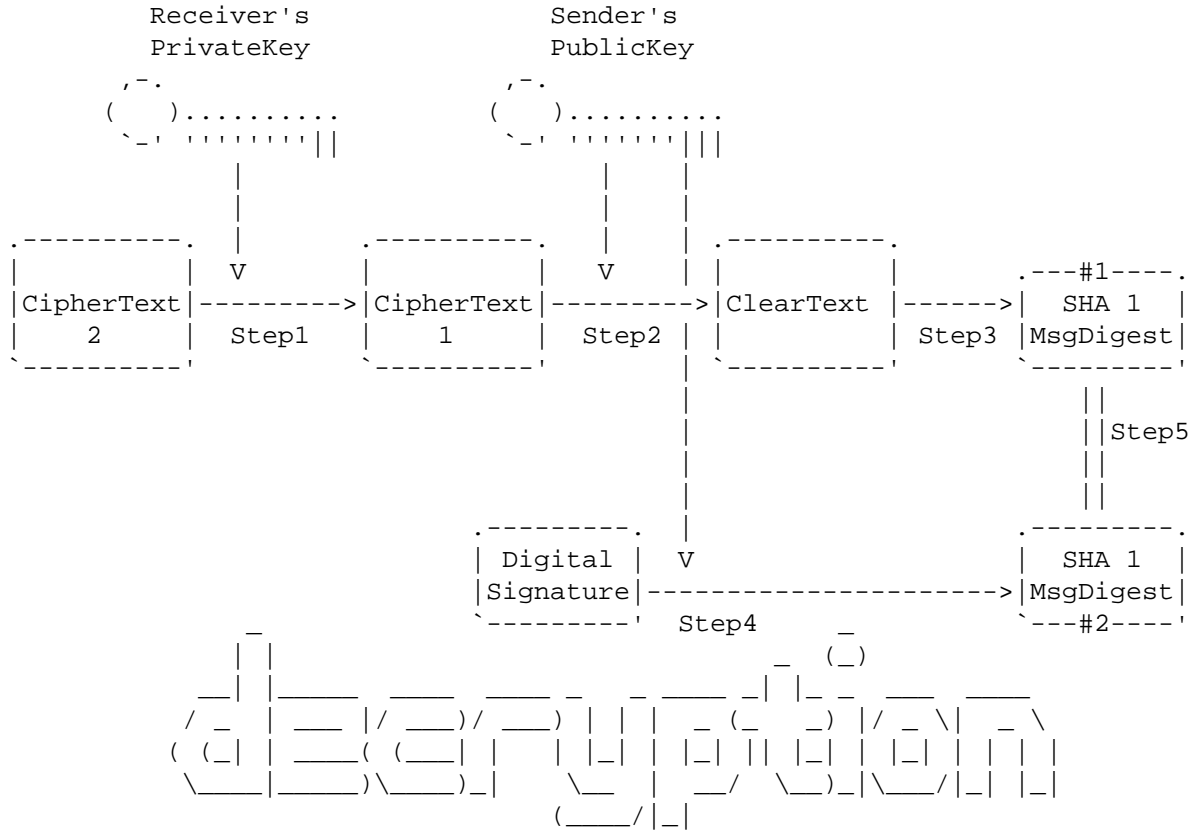 Receiver's Sender's
PrivateKey PublicKey
#1
CipherText CipherText ClearText SHA 1
2 Step1 1 Step2 Step3 MsgDigest
Step5
Digital SHA 1
Signature MsgDigest
Step4 #2
decryption